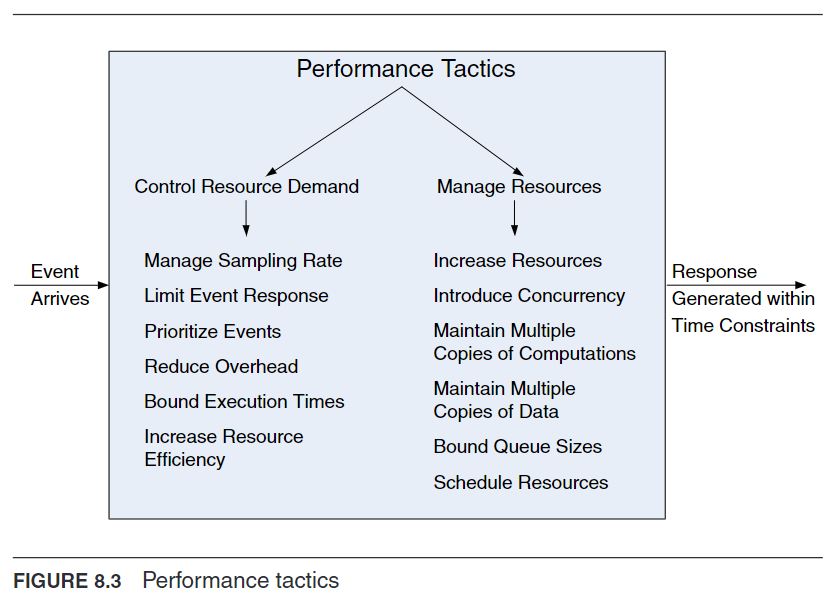 Performance Tactics
Control Resource Demand
Manage Sampling Rate
Limit Event Response
Prioritize Events
Reduce Overhead
Bound Execution Times
Increase Resource
Efficiency
Manage Resources
Increase Resources
Introduce Concurrency
Maintain Multiple
Copies of Computations
Maintain Multiple
Copies of Data
Bound Queue Sizes
Schedule Resources
Event
Arrives
Response
Generated within
Time Constraints
FIGURE 8.3 Performance tactics